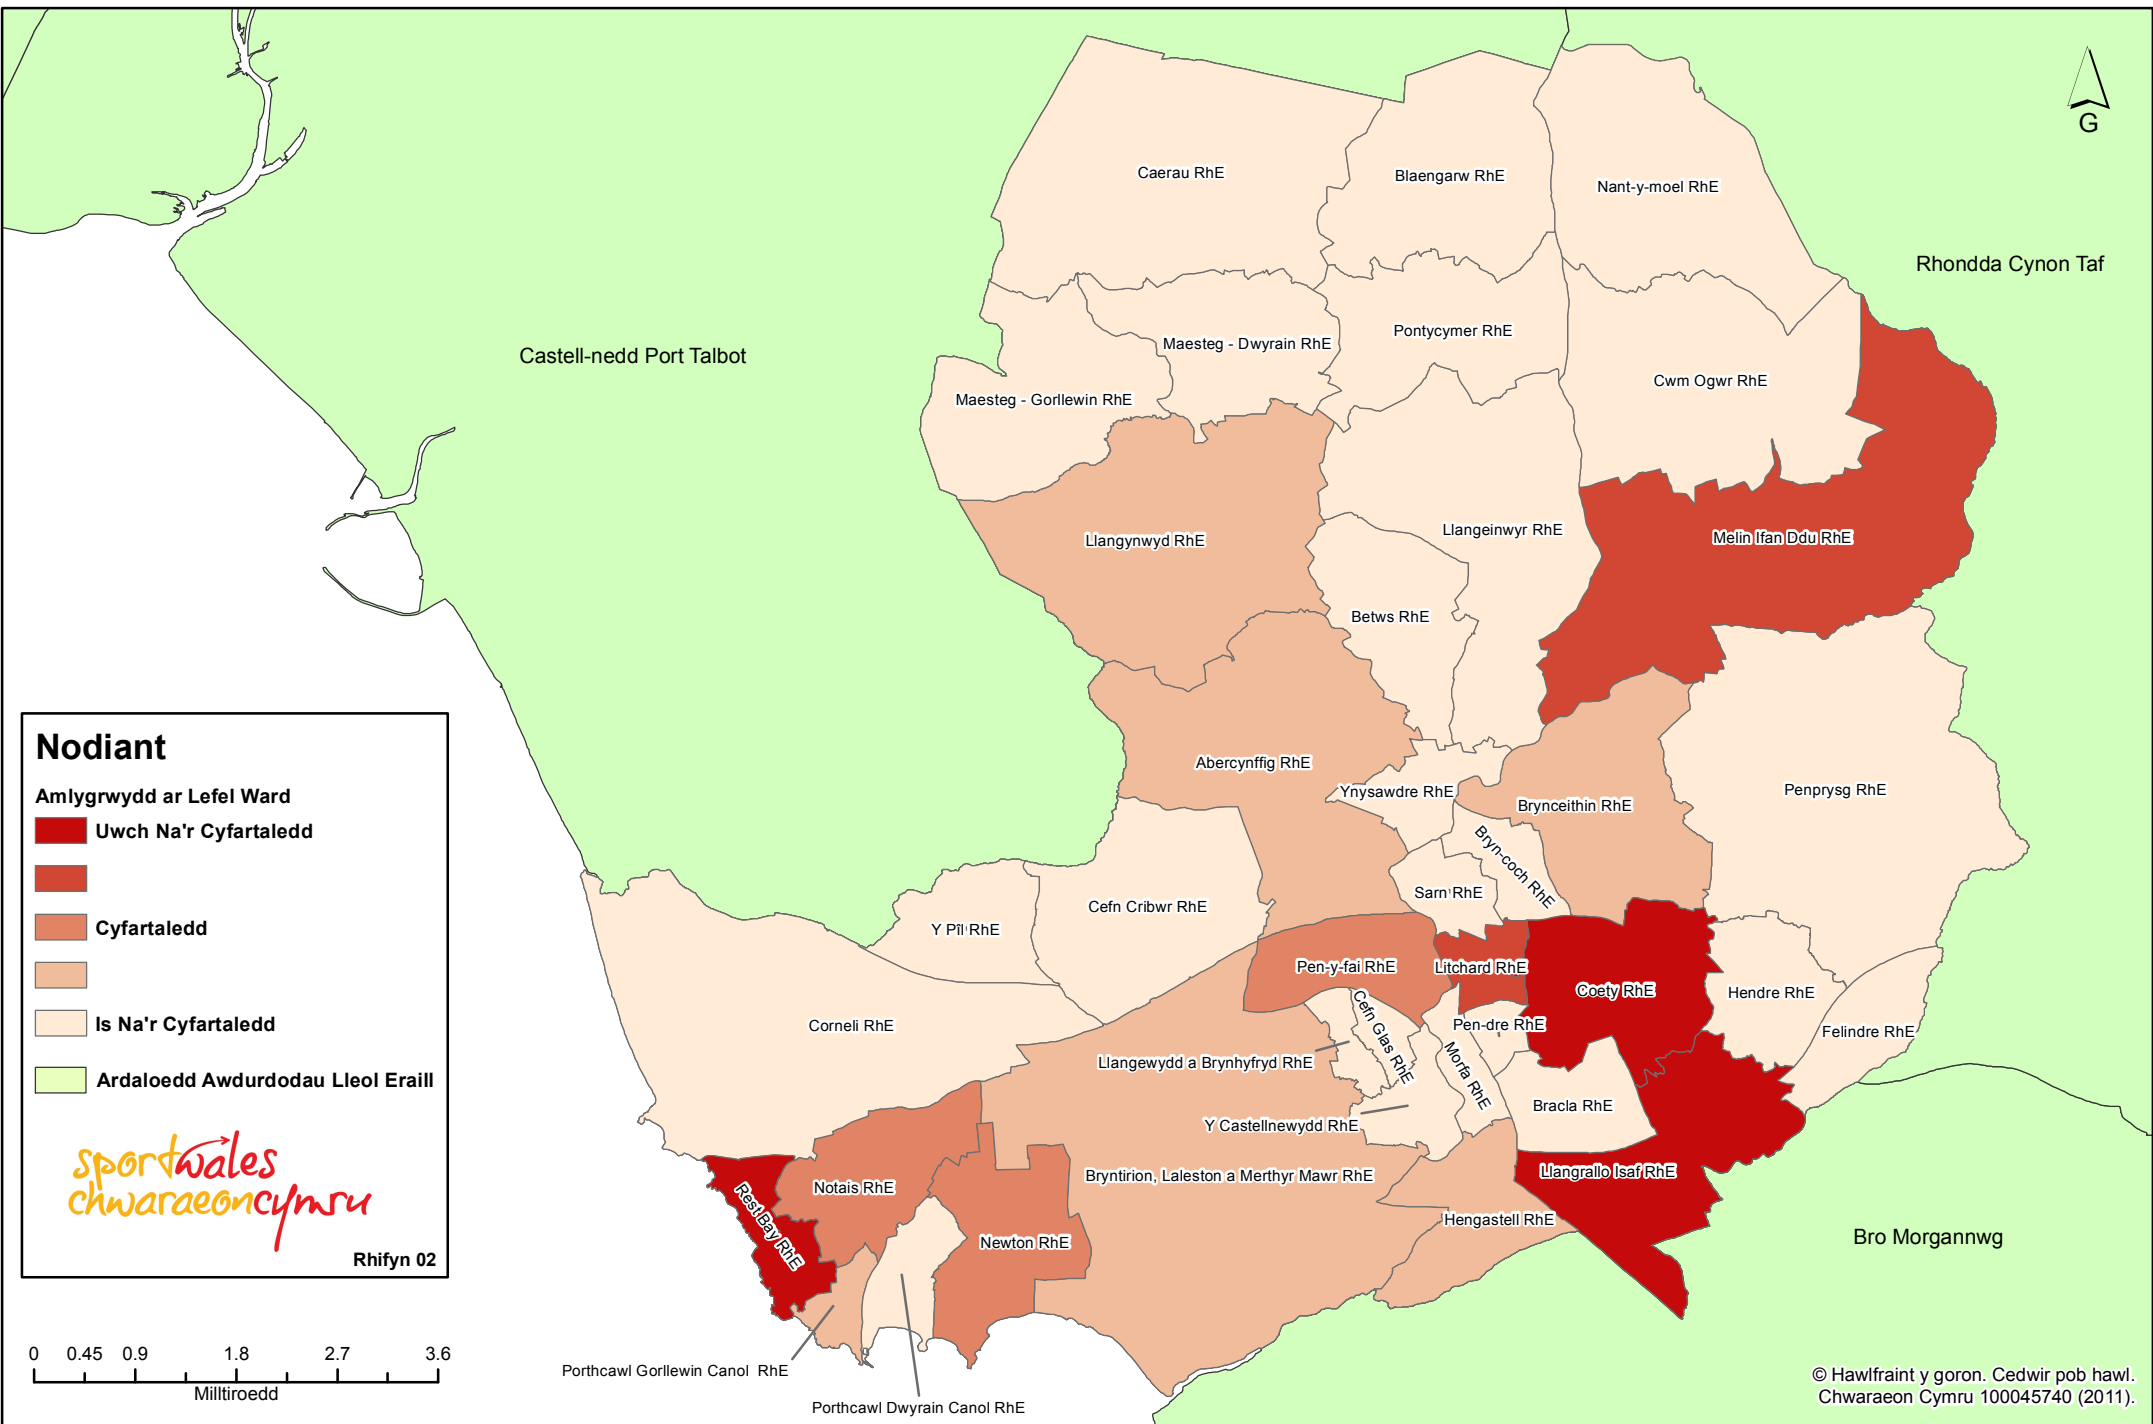 G
Caerau RhE
Blaengarw RhE
Nant-y-moel RhE
Rhondda Cynon Taf
Castell-nedd Port Talbot
Maesteg - Dwyrain RhE
Pontycymer RhE
Cwm Ogwr RhE
Maesteg - Gorllewin RhE
Llangynwyd RhE
Llangeinwyr RhE
Melin Ifan Ddu RhE
Betws RhE
Abercynffig RhE
Ynysawdre RhE
Brynceithin RhE
Penprysg RhE
Bryn-coch RhE
Sarn RhE
Cefn Cribwr RhE
Y Pîl RhE
Pen-y-fai RhE
Litchard RhE
Coety RhE
Hendre RhE
Corneli RhE
Cefn Glas RhE
Pen-dre RhE
Felindre RhE
Llangewydd a Brynhyfryd RhE
Morfa RhE
Bracla RhE
Y Castellnewydd RhE
Bryntirion, Laleston a Merthyr Mawr RhE
Llangrallo Isaf RhE
Notais RhE
Rest Bay RhE
Newton RhE
Hengastell RhE
Bro Morgannwg
Porthcawl Gorllewin Canol RhE
Porthcawl Dwyrain Canol RhE
Nodiant
Amlygrwydd ar Lefel Ward
Uwch Na'r Cyfartaledd
Cyfartaledd
Is Na'r Cyfartaledd
Ardaloedd Awdurdodau Lleol Eraill
sportwales
chwaraeoncymru
Rhifyn 02
0 0.45 0.9 1.8 2.7 3.6
Milltiroedd
© Hawlfraint y goron. Cedwir pob hawl.
Chwaraeon Cymru 100045740 (2011).